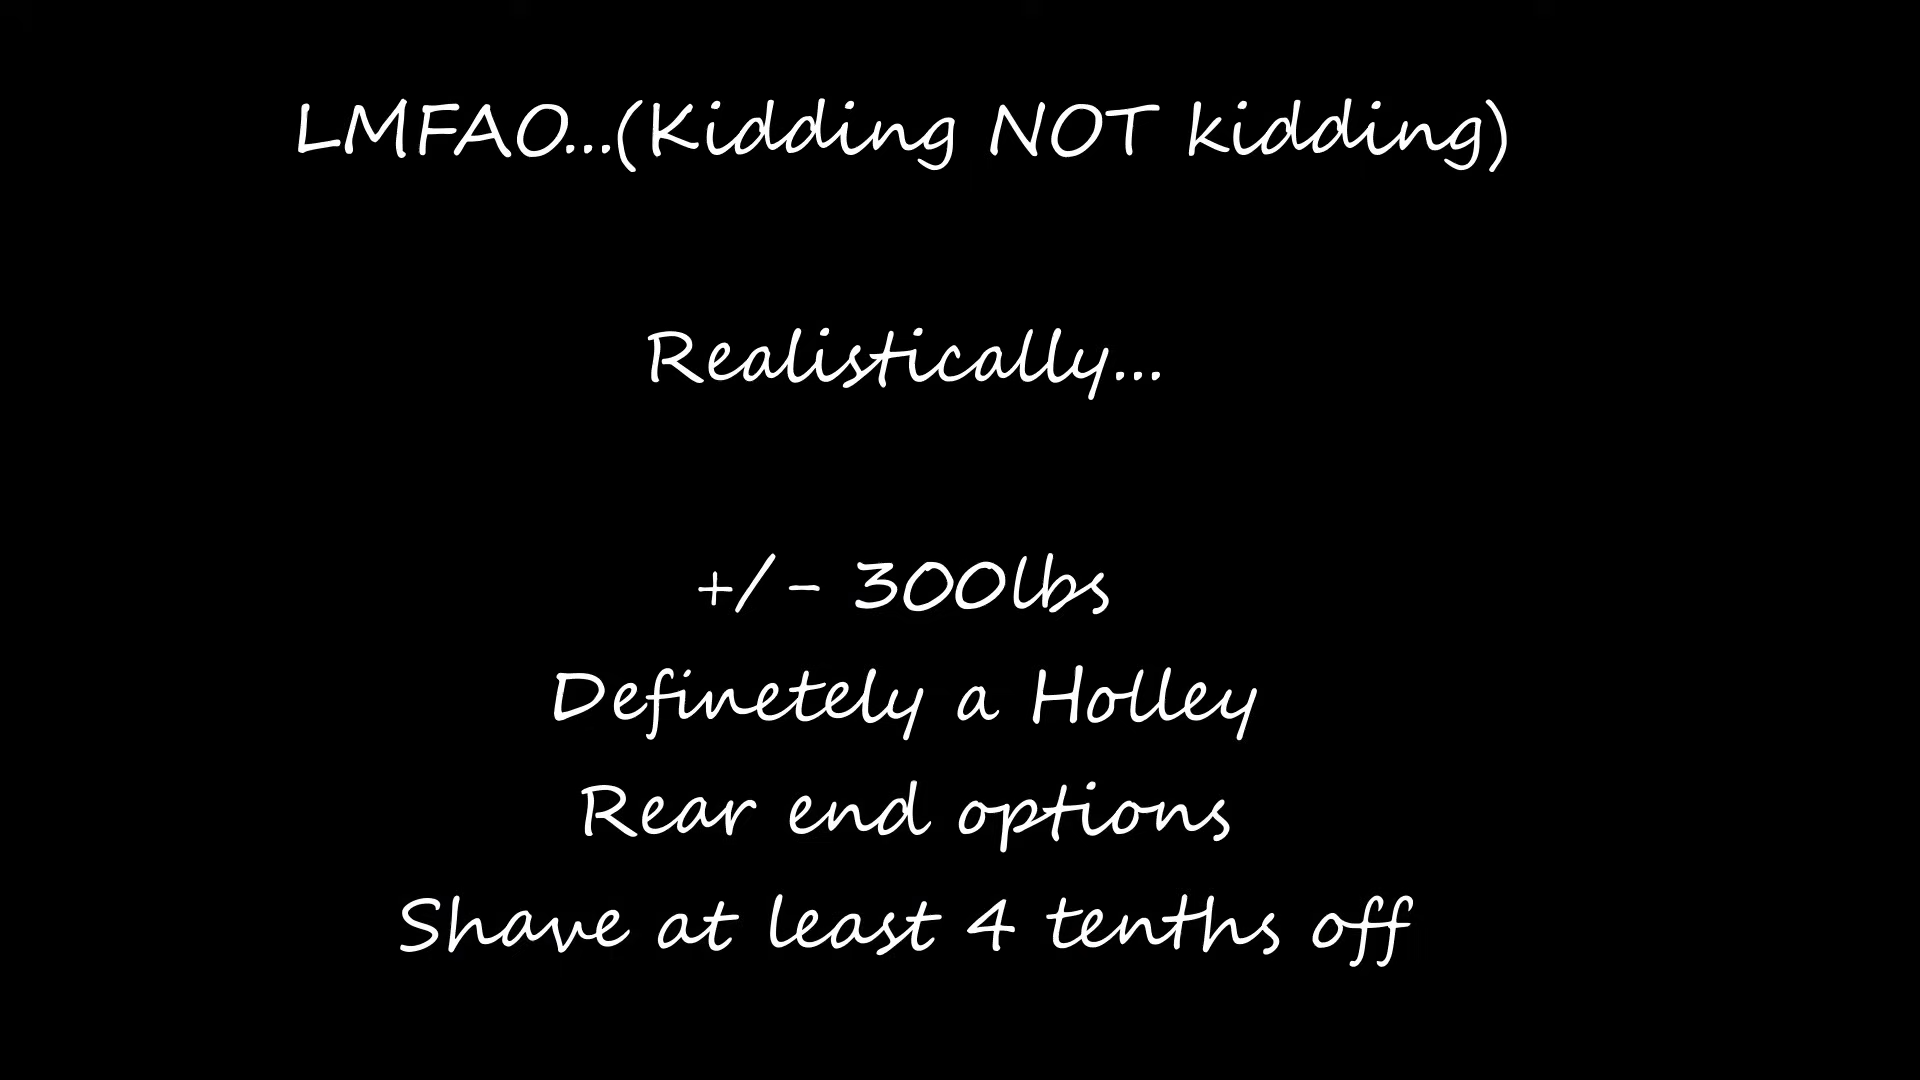 LMFAO...(Kidding NOT kidding)
Realistically...
+/- 300lbs
Definetely a Holley
Rear end options
Shave at least 4 tenths off